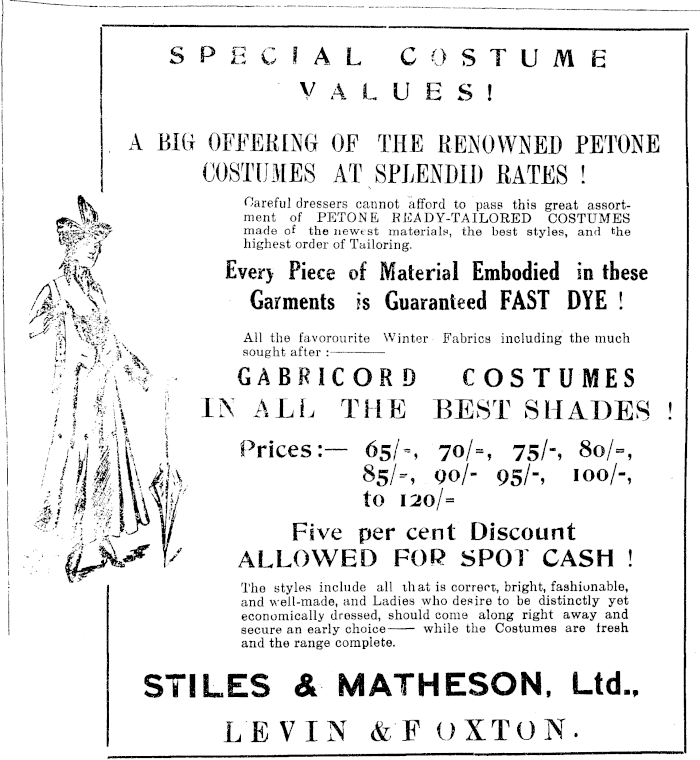 SPECIAL COSTUME
VALUES!
A BIG OFFERING OF THE RENOWNED PETONE
COSTUMES AT SPLENDID RATES !
Careful dressers cannot afford to pass this great assort-
ment of PETONE READY-TAILORED COSTUMES
made of the newest materials, the best styles, and the
highest order of Tailoring.
Every Piece of Material Embodied in these
Garments is Guaranteed FAST DYE !
All the favorourite Winter Fabrics including the much
sought after :———
GABRICORD COSTUMES
IN ALL THE BEST SHADES !
Prices:— 65/-, 70/=, 75/-, 80/=,
85/-, 90/- 95/-, 100/-,
to 120/=
Five per cent Discount
ALLOWED FOR SPOT CASH !
The styles include all that is correct, bright, fashionable,
and well-made, and Ladies who desire to be distinctly yet
economically dressed, should come along right away and
secure an early choice—— while the Costumes are fresh
and the range complete.
STILES & MATHESON, Ltd.,
LEVIN & FOXTON.